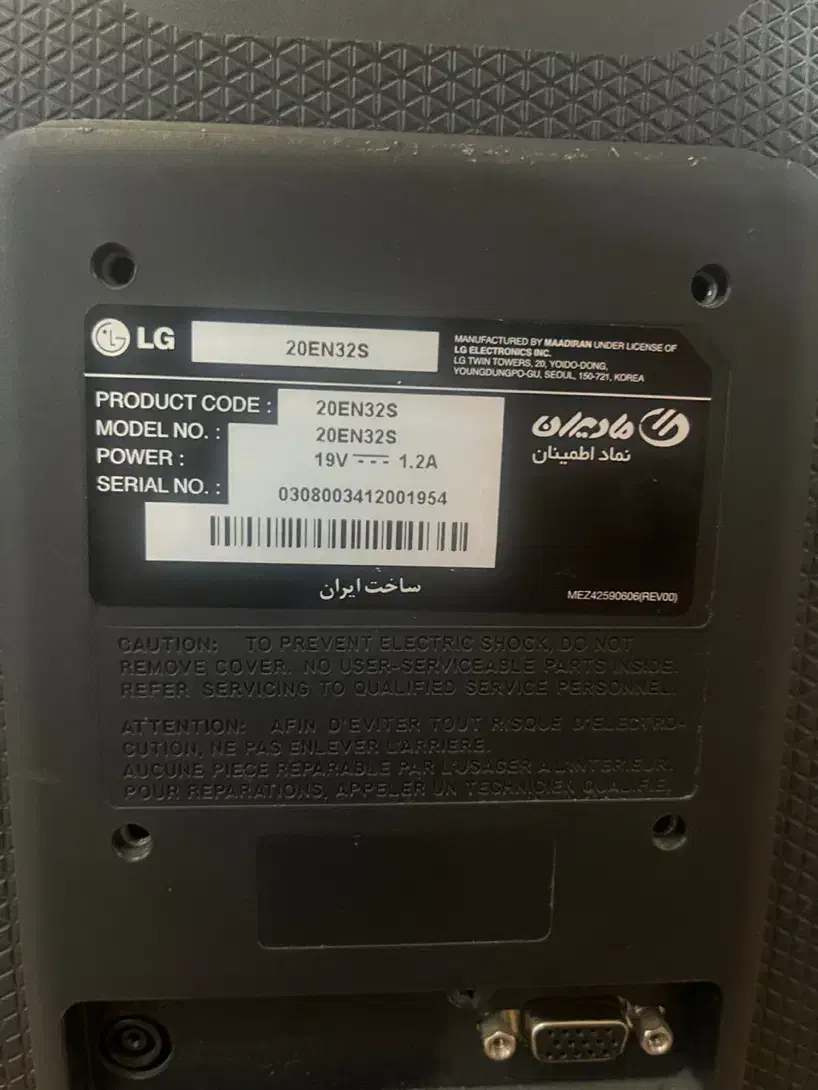 LG
20EN32S
MANUFACTURED BY MAADIRAN UNDER LICENSE OF
LG ELECTRONICS INC.
LG TWIN TOWERS, 20, YOIDO-DONG,
YOUNGDUNGPO-GU, SEOUL, 150-721, KOREA
PRODUCT CODE : 20EN32S
MODEL NO. : 20EN32S
POWER : 19V ⎓ 1.2A
SERIAL NO. : 0308003412001954
مادیران
نماد اطمینان
ساخت ایران
MEZ42590606(REV00)
CAUTION: TO PREVENT ELECTRIC SHOCK, DO NOT
REMOVE COVER. NO USER-SERVICEABLE PARTS INSIDE.
REFER SERVICING TO QUALIFIED SERVICE PERSONNEL.
ATTENTION: AFIN D'EVITER TOUT RISQUE D'ELECTRO-
CUTION, NE PAS ENLEVER L'ARRIERE.
AUCUNE PIECE REPARABLE PAR L'USAGER A L'INTERIEUR.
POUR REPARATIONS, APPELER UN TECHNICIEN QUALIFIE.